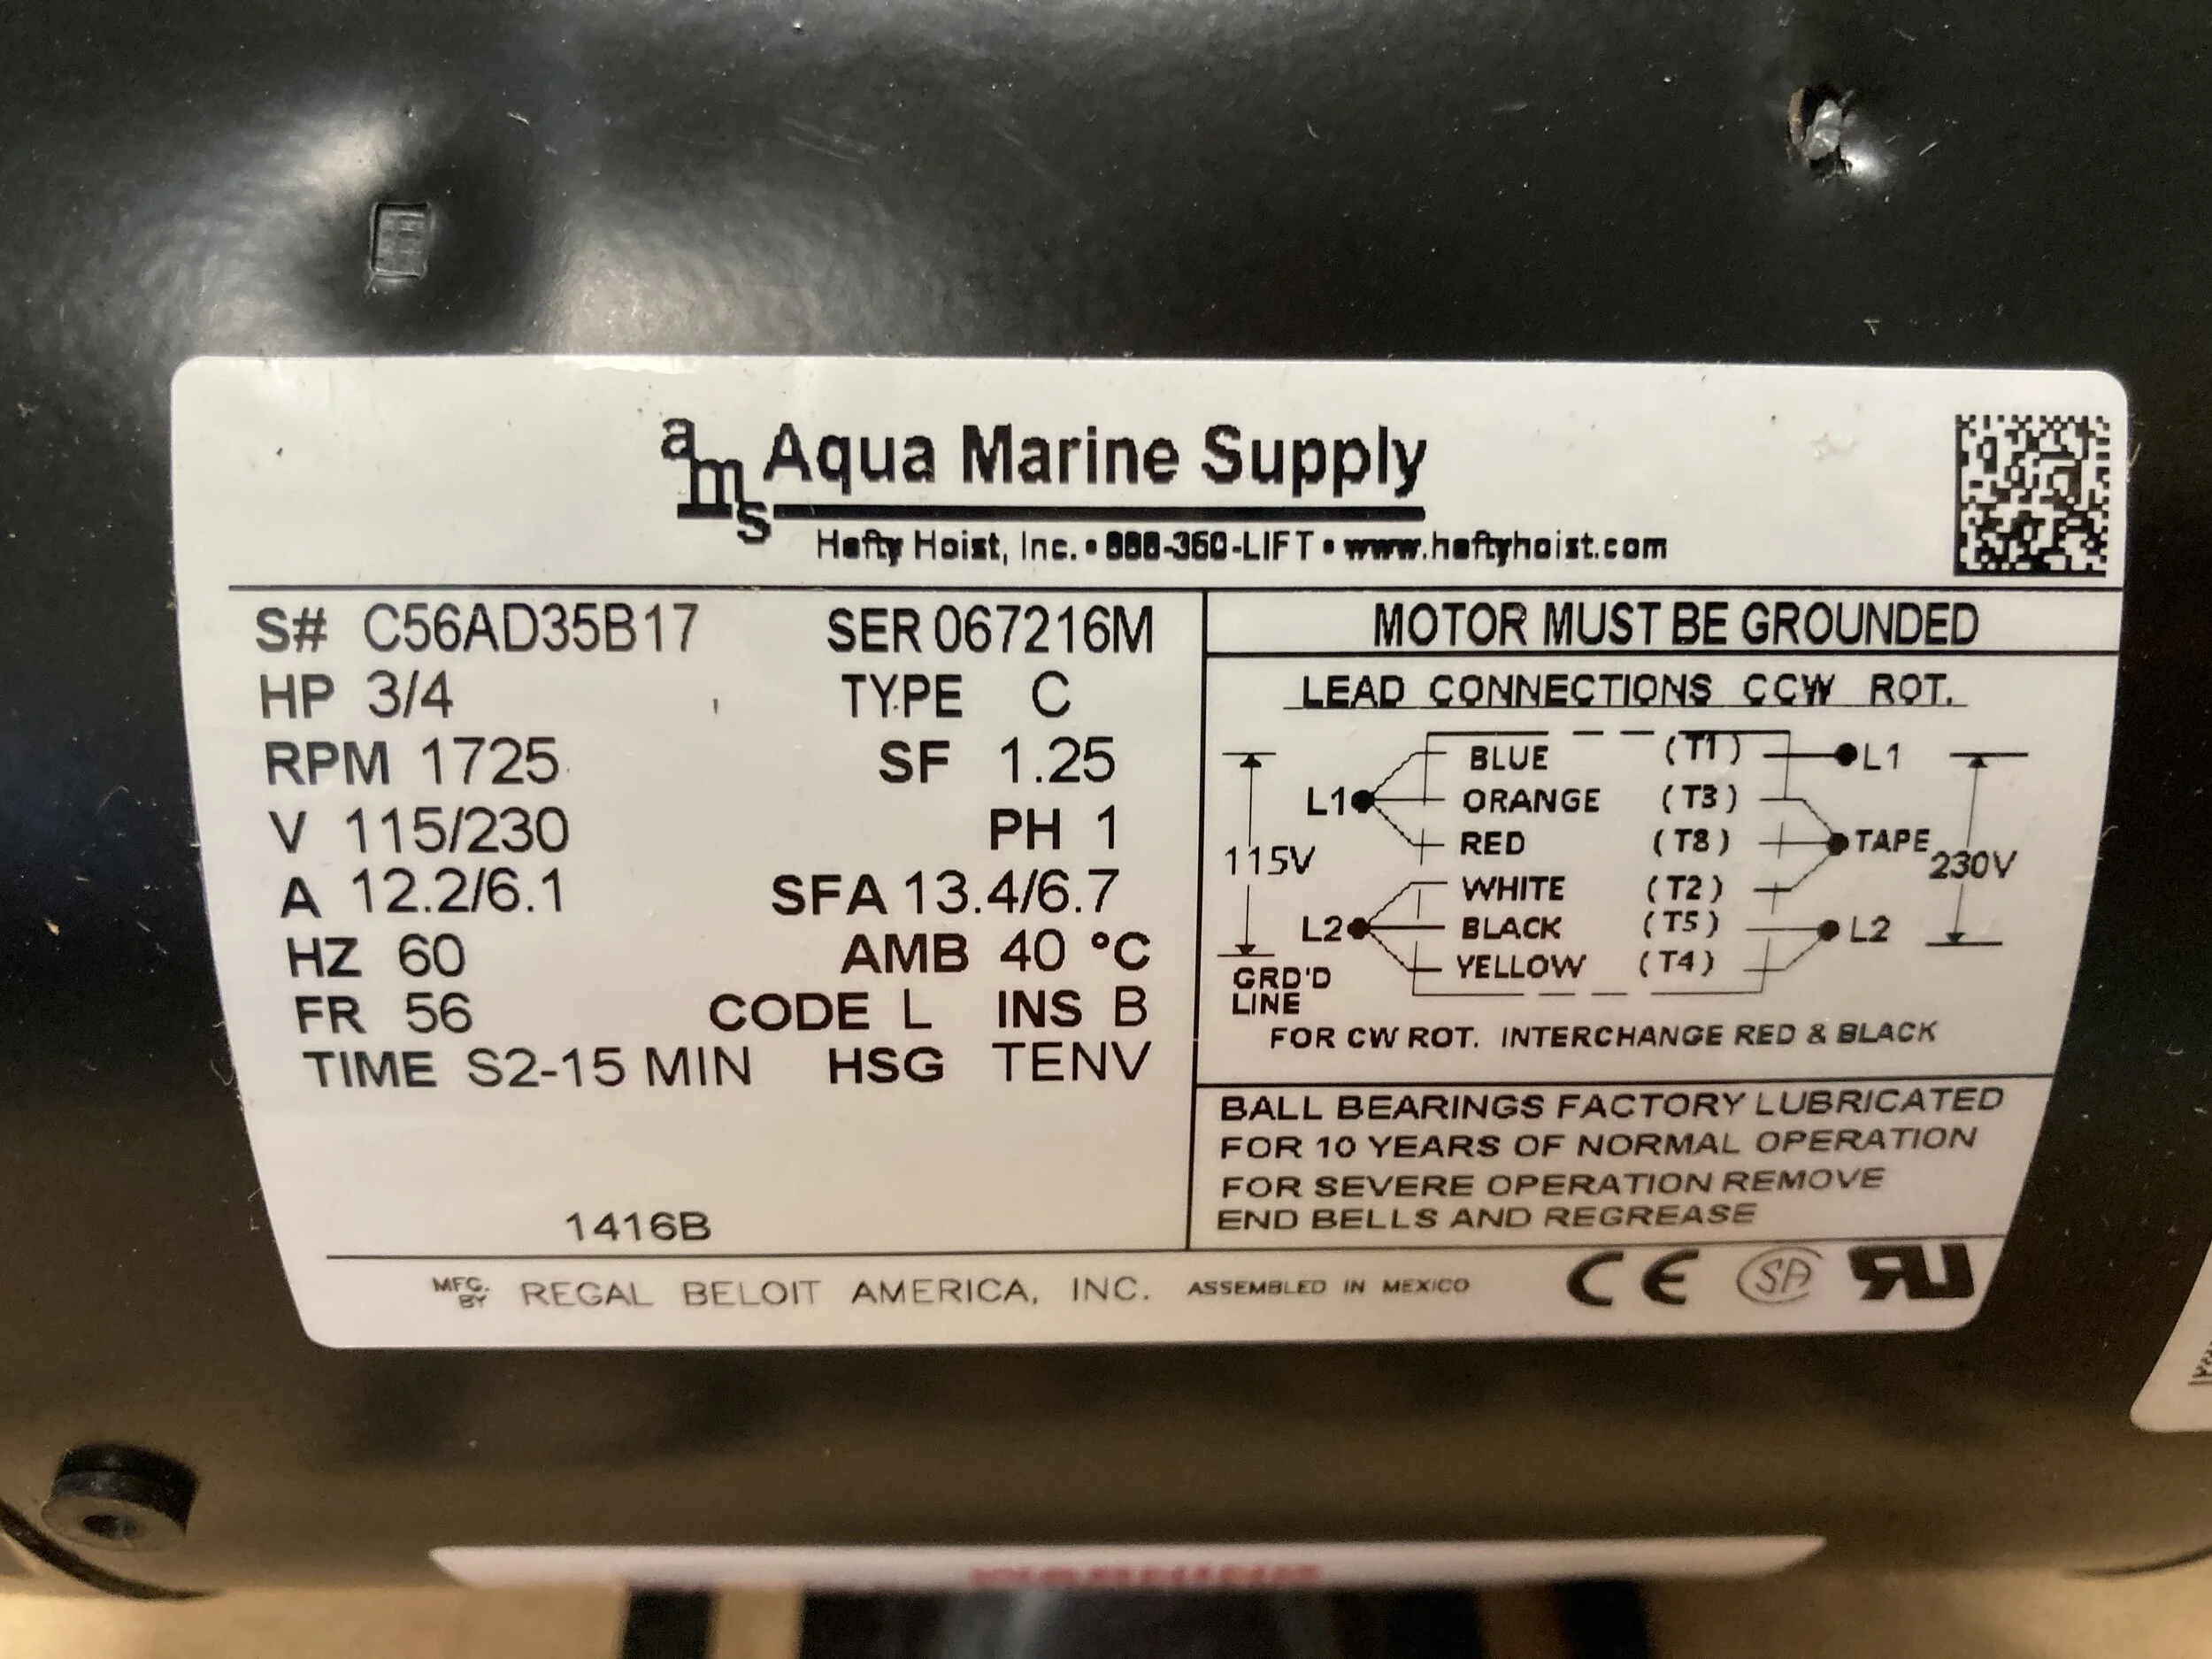 ams Aqua Marine Supply
Hefty Hoist, Inc. • 888-350-LIFT • www.heftyhoist.com
S# C56AD35B17 SER 067216M
HP 3/4 TYPE C
RPM 1725 SF 1.25
V 115/230 PH 1
A 12.2/6.1 SFA 13.4/6.7
HZ 60 AMB 40 °C
FR 56 CODE L INS B
TIME S2-15 MIN HSG TENV
1416B
MOTOR MUST BE GROUNDED
LEAD CONNECTIONS CCW ROT.
BLUE (T1) L1
L1 ORANGE (T3)
115V RED (T8) TAPE 230V
WHITE (T2)
L2 BLACK (T5) L2
YELLOW (T4)
GRD'D
LINE
FOR CW ROT. INTERCHANGE RED & BLACK
BALL BEARINGS FACTORY LUBRICATED
FOR 10 YEARS OF NORMAL OPERATION
FOR SEVERE OPERATION REMOVE
END BELLS AND REGREASE
MFG. BY REGAL BELOIT AMERICA, INC. ASSEMBLED IN MEXICO CE SA RU